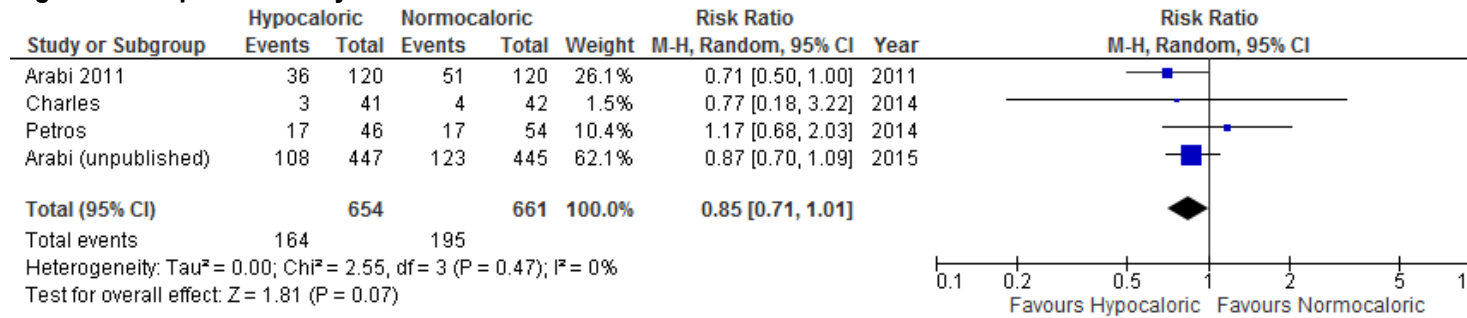 Hypocaloric Normocaloric Risk Ratio Risk Ratio
Study or Subgroup Events Total Events Total Weight M-H, Random, 95% CI Year M-H, Random, 95% CI
Arabi 2011 36 120 51 120 26.1% 0.71 [0.50, 1.00] 2011
Charles 3 41 4 42 1.5% 0.77 [0.18, 3.22] 2014
Petros 17 46 17 54 10.4% 1.17 [0.68, 2.03] 2014
Arabi (unpublished) 108 447 123 445 62.1% 0.87 [0.70, 1.09] 2015
Total (95% CI) 654 661 100.0% 0.85 [0.71, 1.01]
Total events 164 195
Heterogeneity: Tau² = 0.00; Chi² = 2.55, df = 3 (P = 0.47); I² = 0%
Test for overall effect: Z = 1.81 (P = 0.07)
0.1 0.2 0.5 1 2 5
Favours Hypocaloric Favours Normocaloric